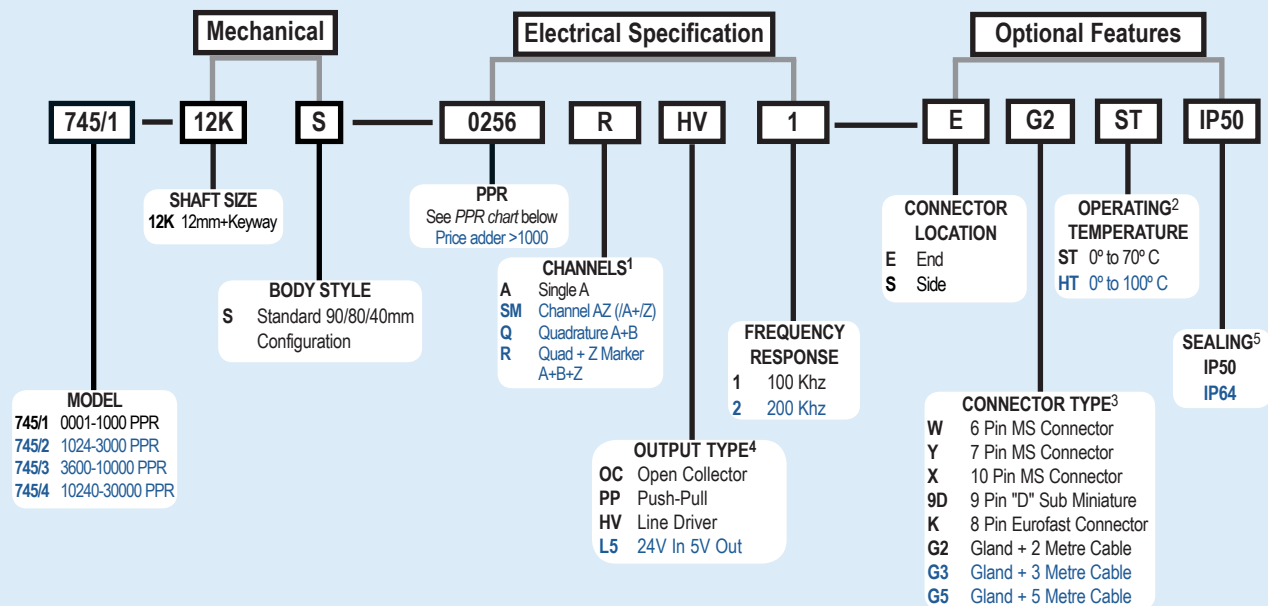 Mechanical
Electrical Specification
Optional Features
745/1
12K
S
0256
R
HV
1
E
G2
ST
IP50
SHAFT SIZE
12K 12mm+Keyway
BODY STYLE
S Standard 90/80/40mm
Configuration
MODEL
745/1 0001-1000 PPR
745/2 1024-3000 PPR
745/3 3600-10000 PPR
745/4 10240-30000 PPR
PPR
See PPR chart below
Price adder >1000
CHANNELS¹
A Single A
SM Channel AZ (/A+/Z)
Q Quadrature A+B
R Quad + Z Marker
A+B+Z
OUTPUT TYPE⁴
OC Open Collector
PP Push-Pull
HV Line Driver
L5 24V In 5V Out
FREQUENCY
RESPONSE
1 100 Khz
2 200 Khz
CONNECTOR
LOCATION
E End
S Side
CONNECTOR TYPE³
W 6 Pin MS Connector
Y 7 Pin MS Connector
X 10 Pin MS Connector
9D 9 Pin "D" Sub Miniature
K 8 Pin Eurofast Connector
G2 Gland + 2 Metre Cable
G3 Gland + 3 Metre Cable
G5 Gland + 5 Metre Cable
OPERATING²
TEMPERATURE
ST 0º to 70º C
HT 0º to 100º C
SEALING⁵
IP50
IP64